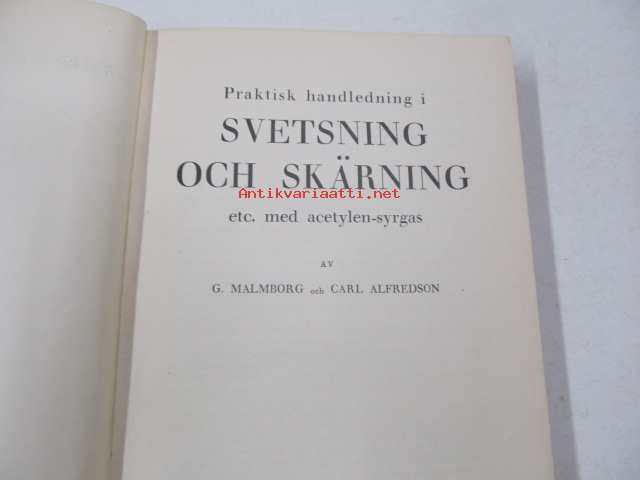 Praktisk handledning i
SVETSNING
OCH SKÄRNING
Antikvariaatti.net
etc. med acetylen-syrgas
AV
G. MALMBORG och CARL ALFREDSON